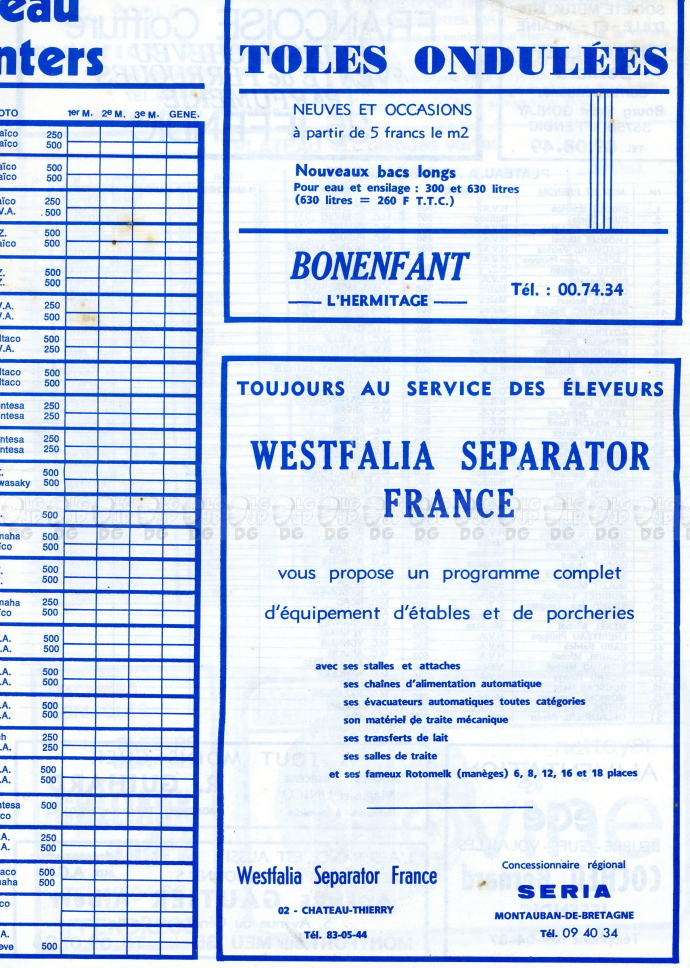 eau
nters
OTO 1er M. 2e M. 3e M. GENE.
aïco 250
aïco 500
aïco 500
aïco 500
aïco 250
V.A. 500
Z. 500
aïco 500
Z. 500
Z. 500
V.A. 250
V.A. 500
ltaco 500
V.A. 250
ltaco 500
ltaco 500
ontesa 250
ontesa 250
ntesa 250
ntesa 250
500
wasaky 500
500
maha 500
ïco 500
500
500
maha 250
ïco 500
.A. 500
.A. 500
.A. 500
.A. 500
.A. 500
.A. 500
h 250
.A. 250
.A. 500
.A. 500
ntesa 500
co
A. 250
.A. 500
aco 500
aha 500
co
A.
eve 500
TOLES ONDULÉES
NEUVES ET OCCASIONS
à partir de 5 francs le m2
Nouveaux bacs longs
Pour eau et ensilage : 300 et 630 litres
(630 litres = 260 F T.T.C.)
BONENFANT
L'HERMITAGE
Tél. : 00.74.34
TOUJOURS AU SERVICE DES ÉLEVEURS
WESTFALIA SEPARATOR
FRANCE
vous propose un programme complet
d'équipement d'étables et de porcheries
avec ses stalles et attaches
ses chaînes d'alimentation automatique
ses évacuateurs automatiques toutes catégories
son matériel de traite mécanique
ses transferts de lait
ses salles de traite
et ses fameux Rotomelk (manèges) 6, 8, 12, 16 et 18 places
Westfalia Separator France
02 - CHATEAU-THIERRY
Tél. 83-05-44
Concessionnaire régional
SERIA
MONTAUBAN-DE-BRETAGNE
Tél. 09 40 34